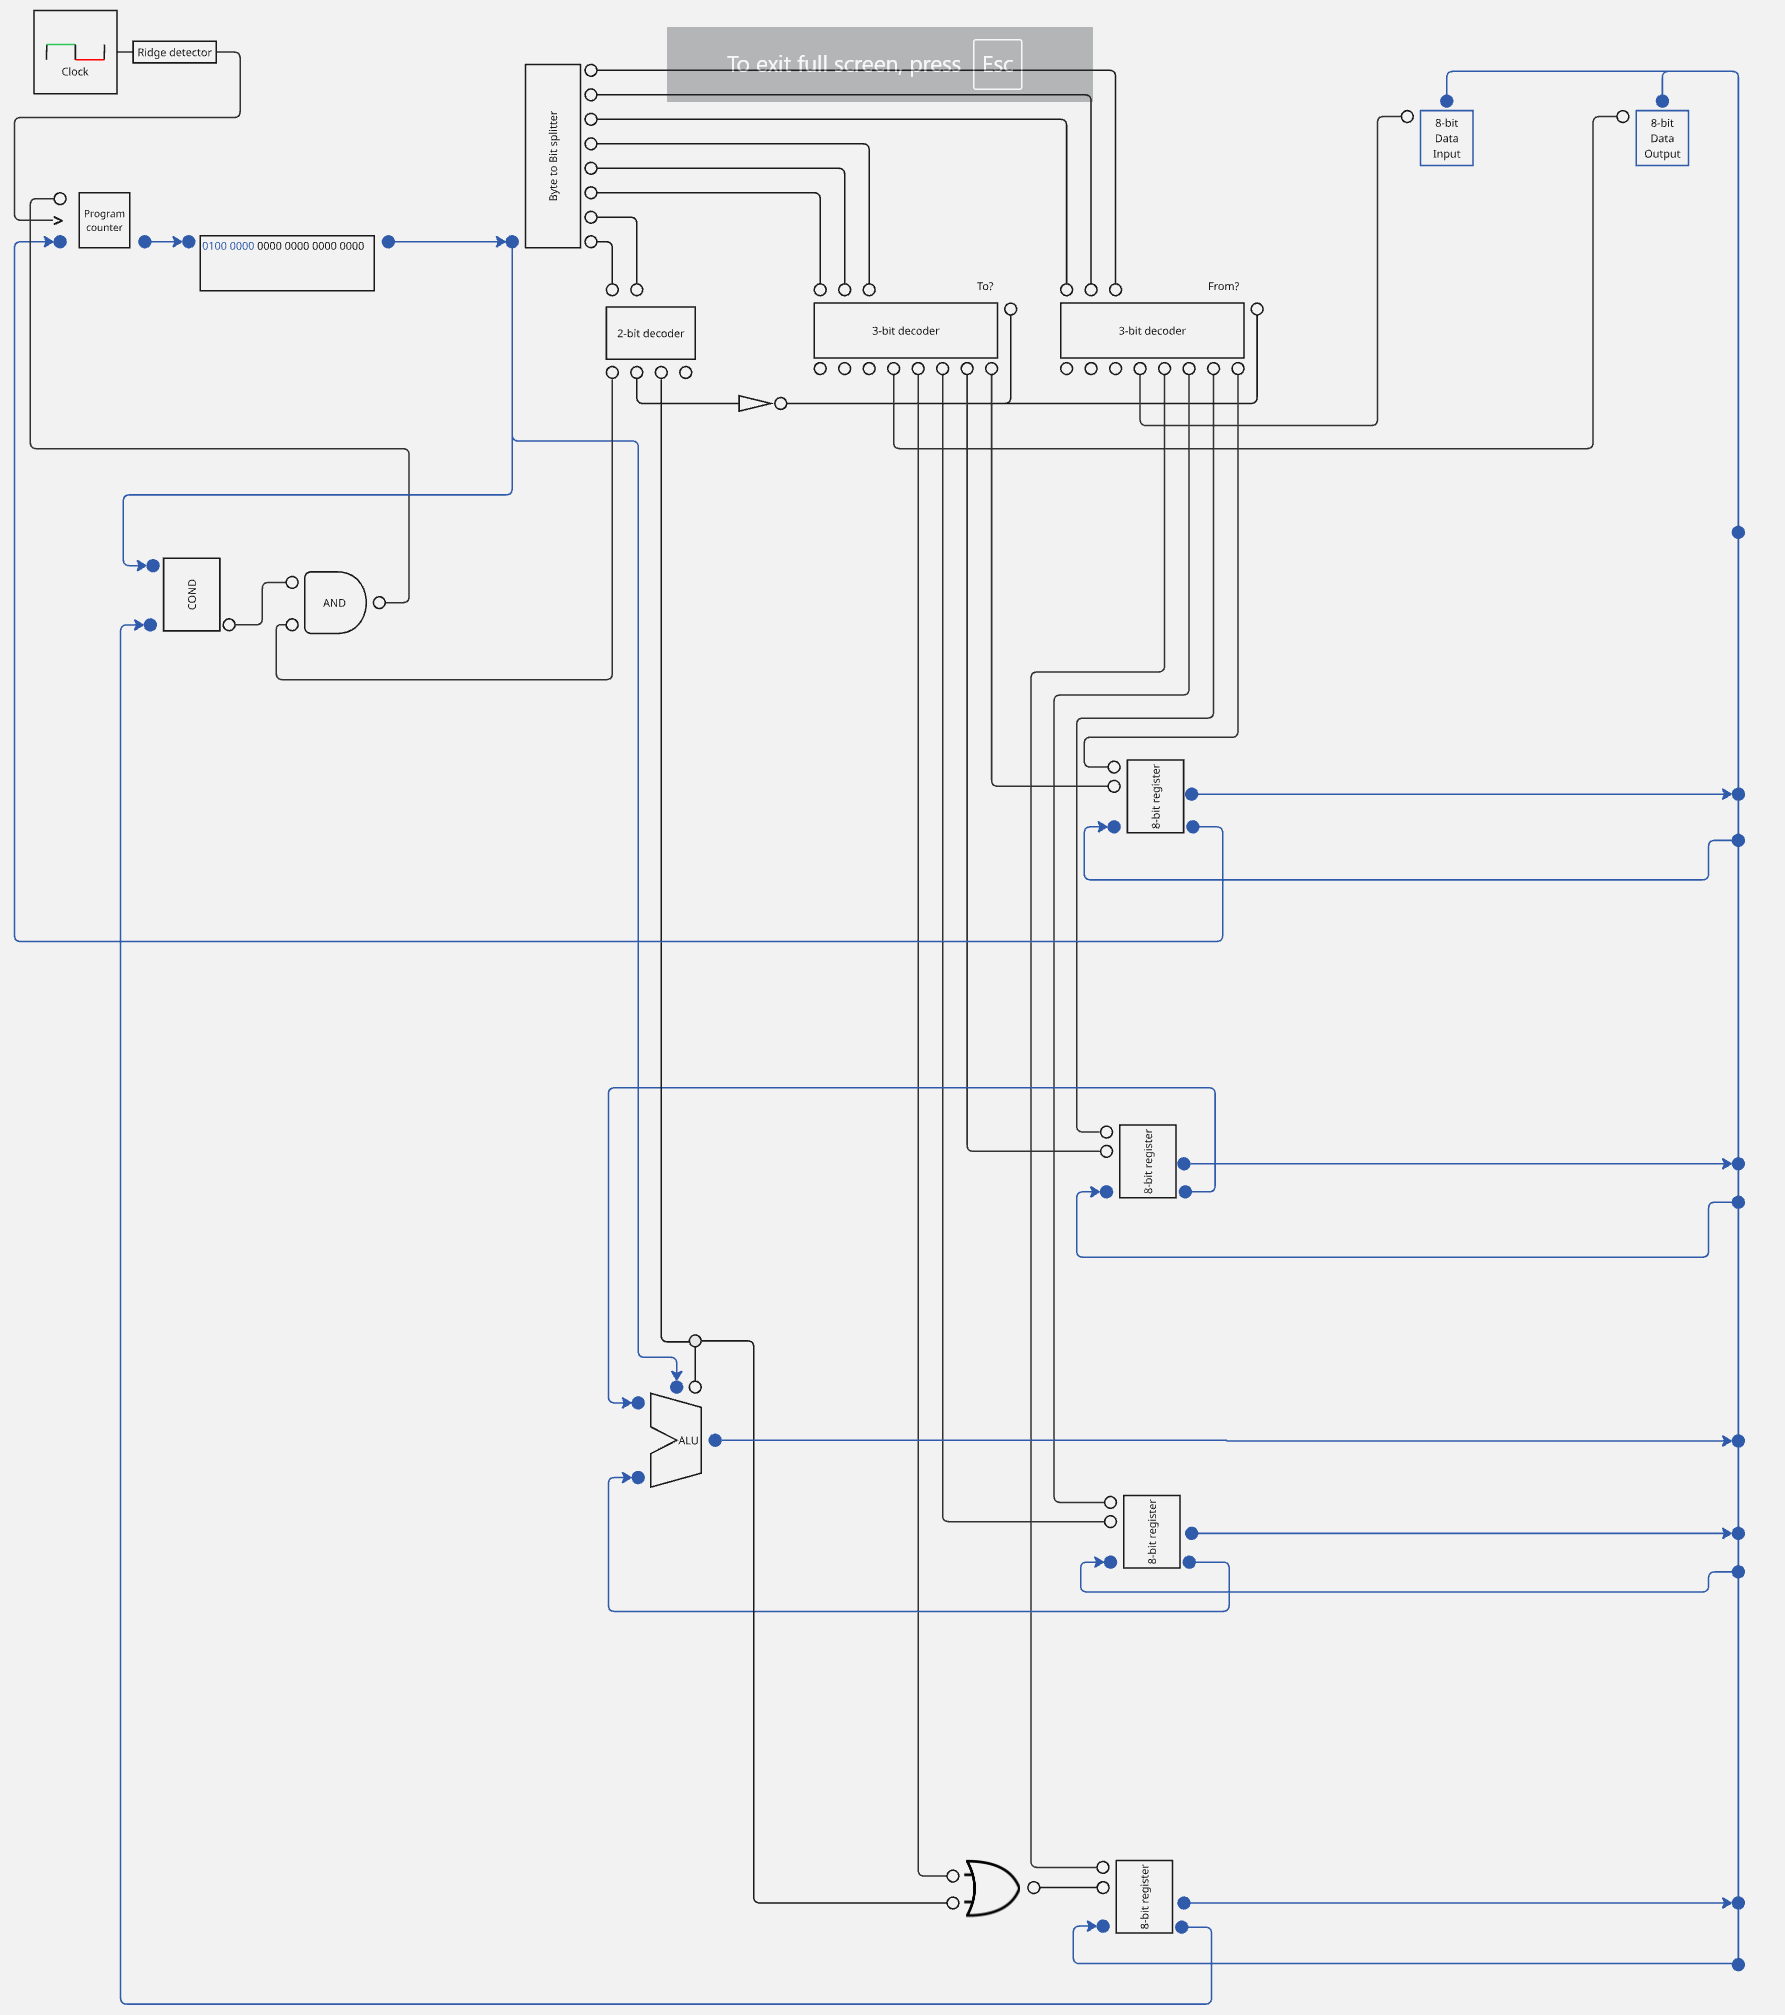 To exit full screen, press Esc
Clock
Ridge detector
Byte to Bit splitter
8-bit
Data
Input
8-bit
Data
Output
Program
counter
0100 0000 0000 0000 0000 0000
To?
From?
2-bit decoder
3-bit decoder
3-bit decoder
COND
AND
8-bit register
8-bit register
ALU
8-bit register
8-bit register